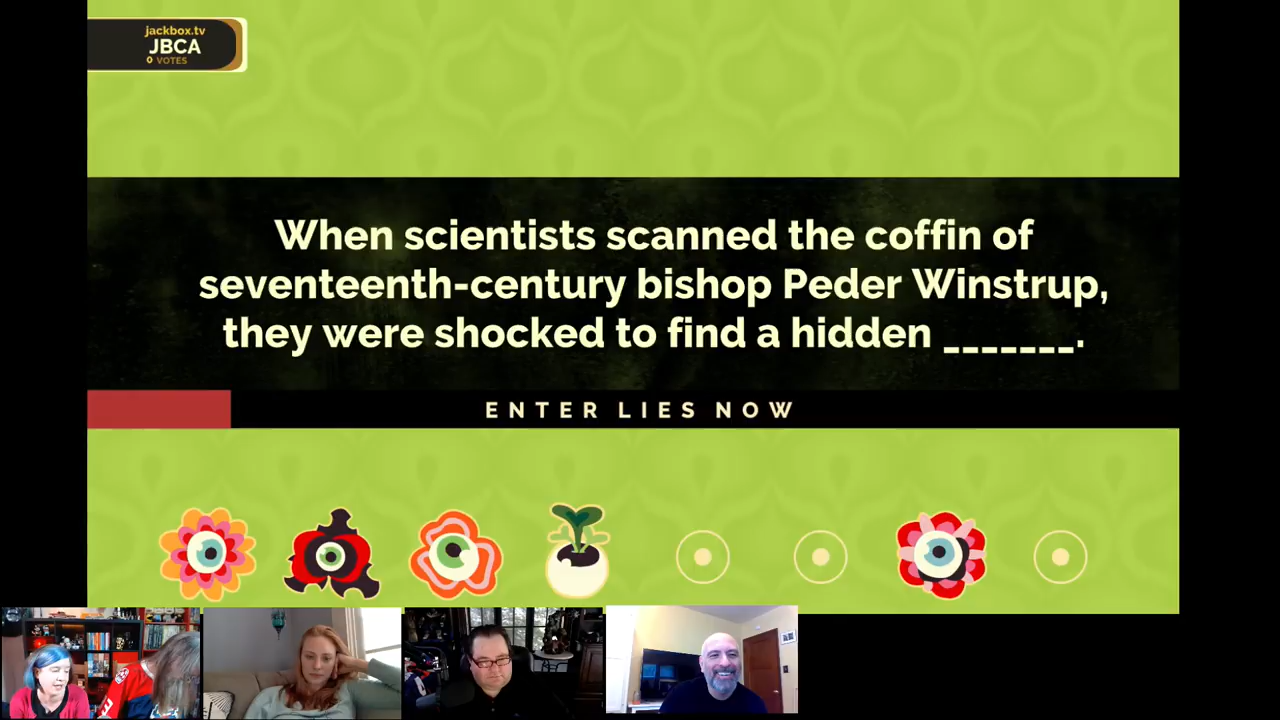 jackbox.tv
JBCA
0 VOTES
When scientists scanned the coffin of
seventeenth-century bishop Peder Winstrup,
they were shocked to find a hidden _______.
ENTER LIES NOW